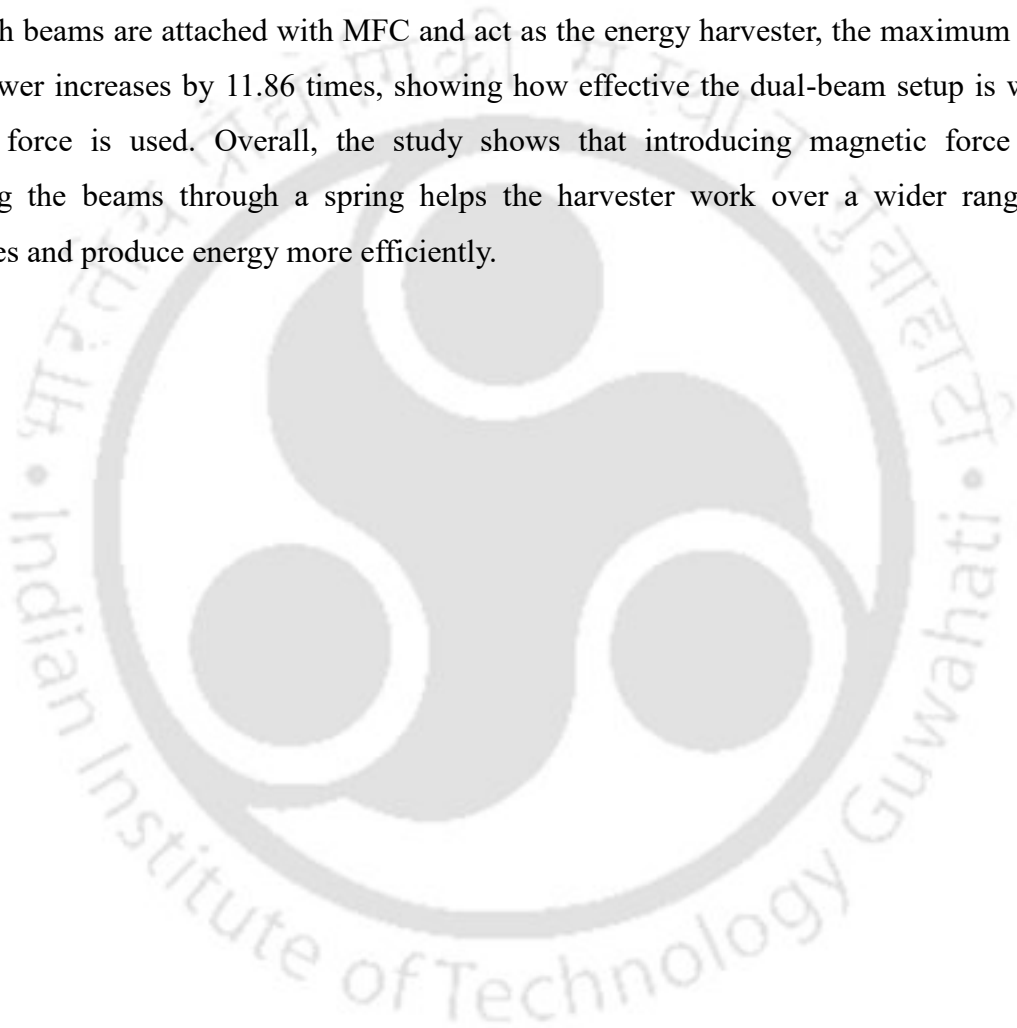 h beams are attached with MFC and act as the energy harvester, the maximum
wer increases by 11.86 times, showing how effective the dual-beam setup is w
force is used. Overall, the study shows that introducing magnetic force
g the beams through a spring helps the harvester work over a wider rang
es and produce energy more efficiently.
भारतीय प्रौद्योगिकी संस्थान गुवाहाटी
Indian Institute of Technology Guwahati